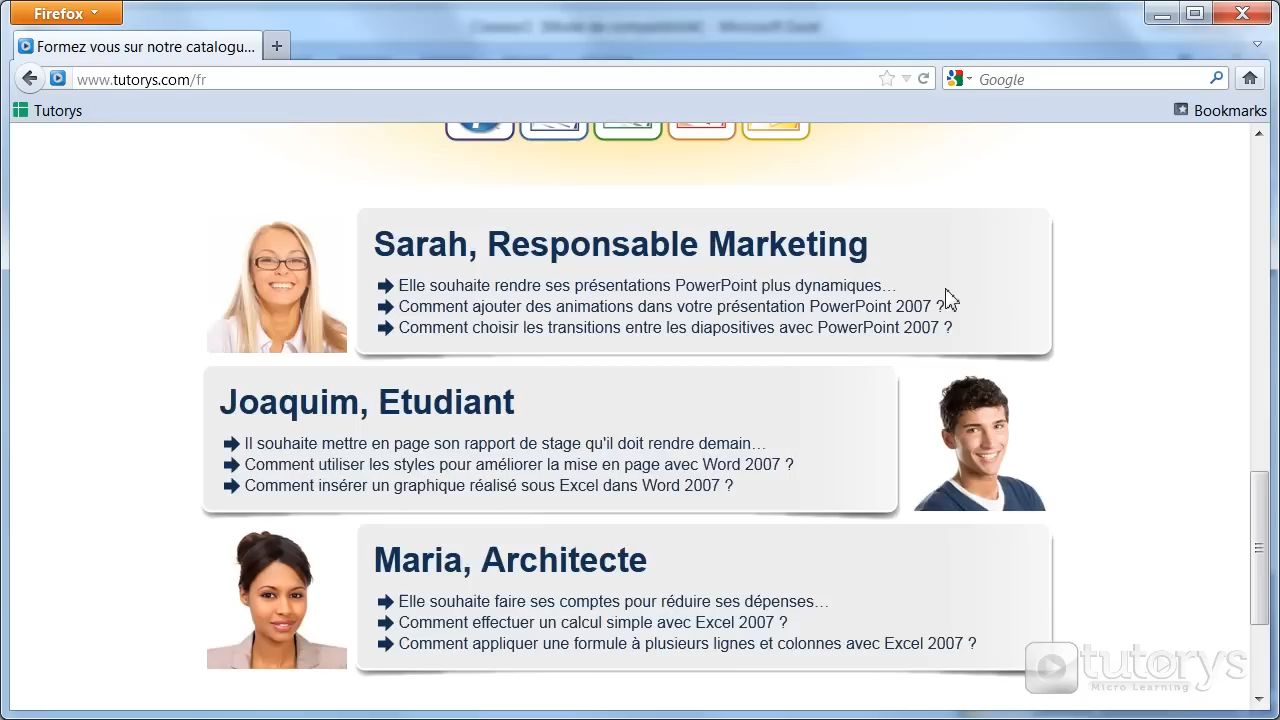 Firefox
Microsoft Excel
Formez vous sur notre catalogu...
www.tutorys.com/fr
Google
Tutorys
Bookmarks
Sarah, Responsable Marketing
Elle souhaite rendre ses présentations PowerPoint plus dynamiques…
Comment ajouter des animations dans votre présentation PowerPoint 2007 ?
Comment choisir les transitions entre les diapositives avec PowerPoint 2007 ?
Joaquim, Etudiant
Il souhaite mettre en page son rapport de stage qu'il doit rendre demain…
Comment utiliser les styles pour améliorer la mise en page avec Word 2007 ?
Comment insérer un graphique réalisé sous Excel dans Word 2007 ?
Maria, Architecte
Elle souhaite faire ses comptes pour réduire ses dépenses…
Comment effectuer un calcul simple avec Excel 2007 ?
Comment appliquer une formule à plusieurs lignes et colonnes avec Excel 2007 ?
tutorys
Micro-Learning